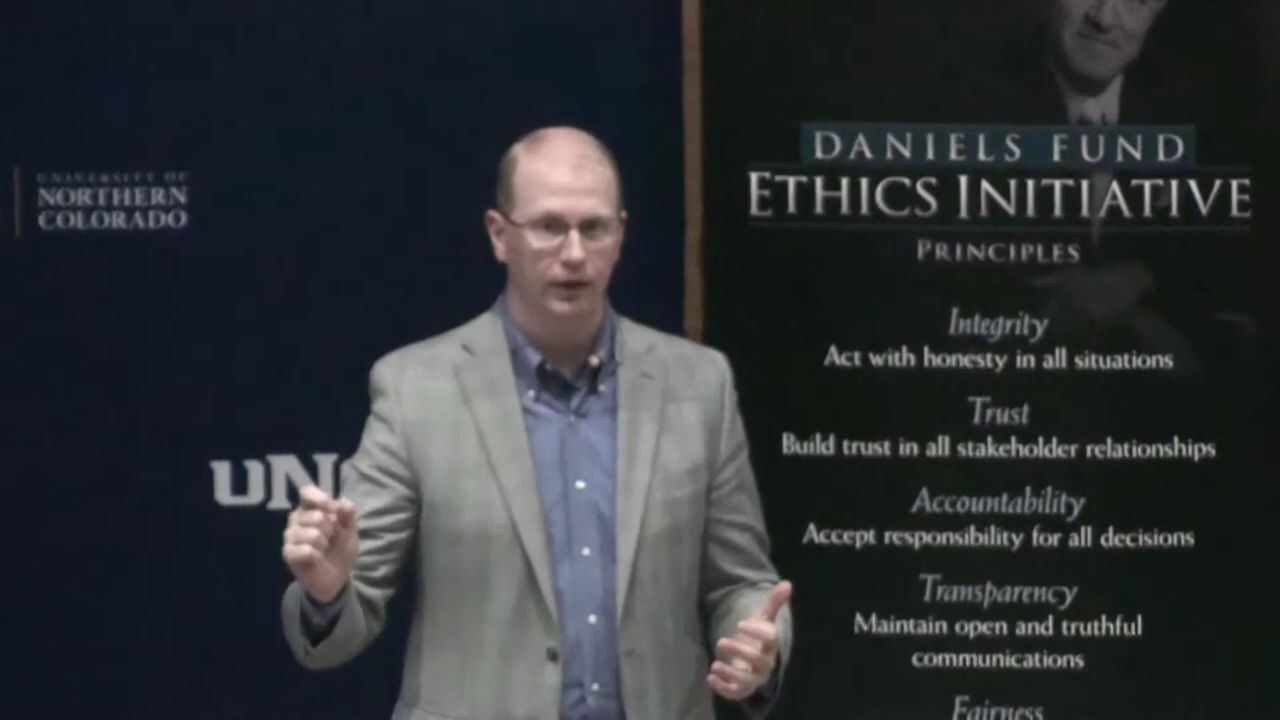 UNIVERSITY OF
NORTHERN
COLORADO
UNC
DANIELS FUND
ETHICS INITIATIVE
PRINCIPLES
Integrity
Act with honesty in all situations
Trust
Build trust in all stakeholder relationships
Accountability
Accept responsibility for all decisions
Transparency
Maintain open and truthful
communications
Fairness